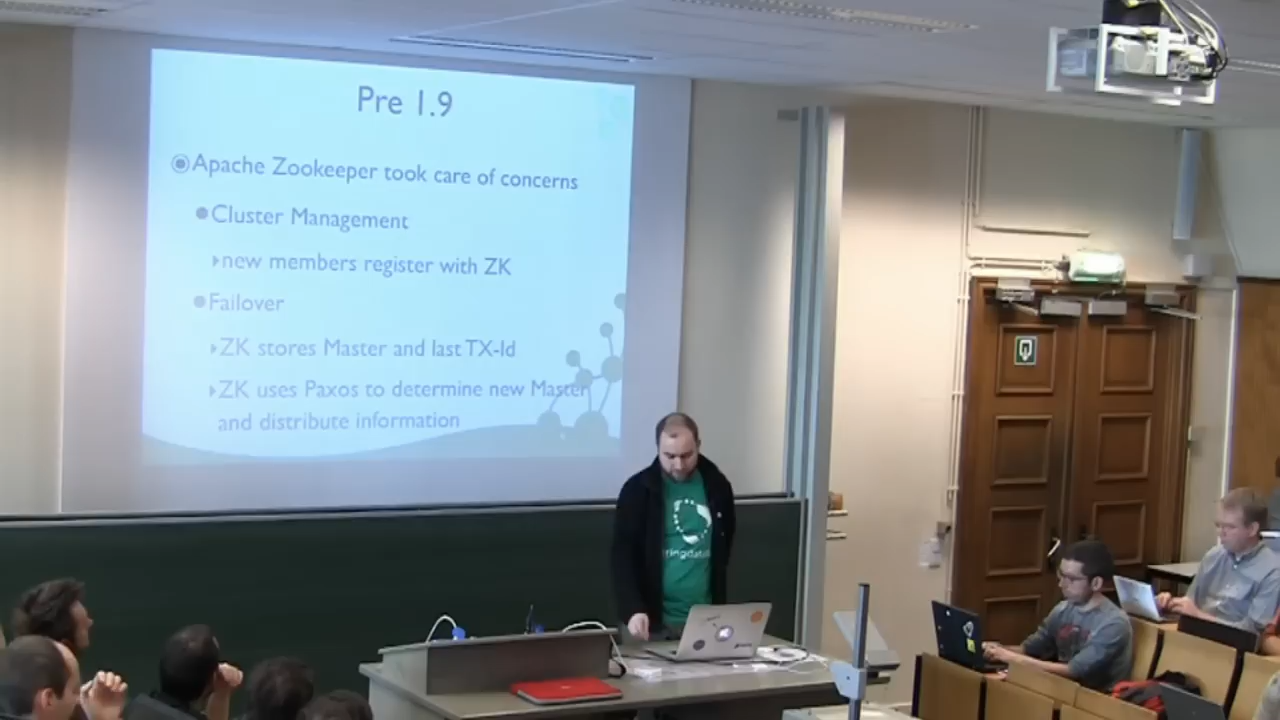 Pre 1.9
Apache Zookeeper took care of concerns
Cluster Management
new members register with ZK
Failover
ZK stores Master and last TX-Id
ZK uses Paxos to determine new Master
and distribute information